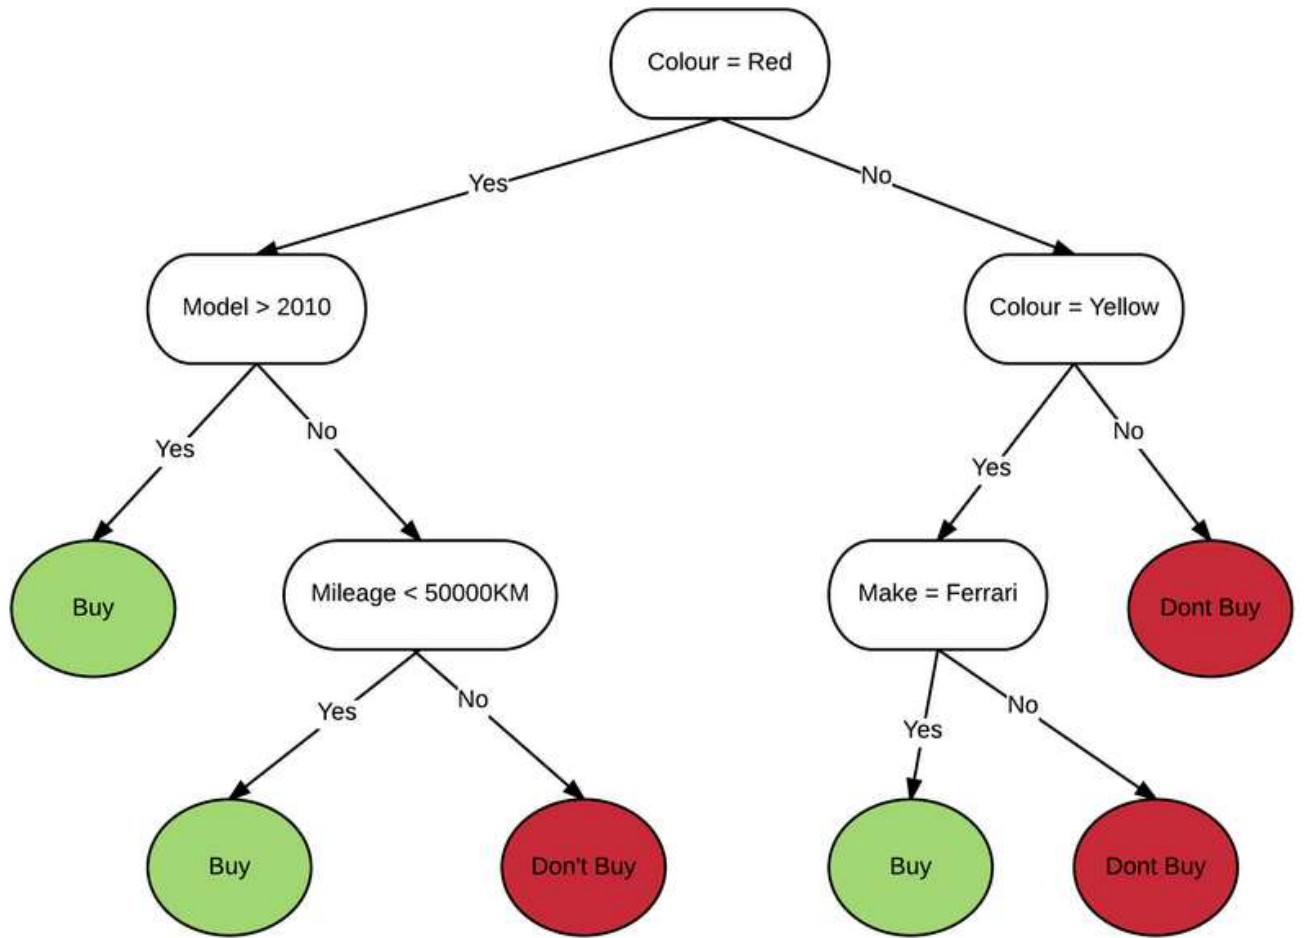 Colour = Red
Yes
No
Model > 2010
Colour = Yellow
Yes
No
Yes
No
Buy
Mileage < 50000KM
Make = Ferrari
Dont Buy
Yes
No
Yes
No
Buy
Don't Buy
Buy
Dont Buy